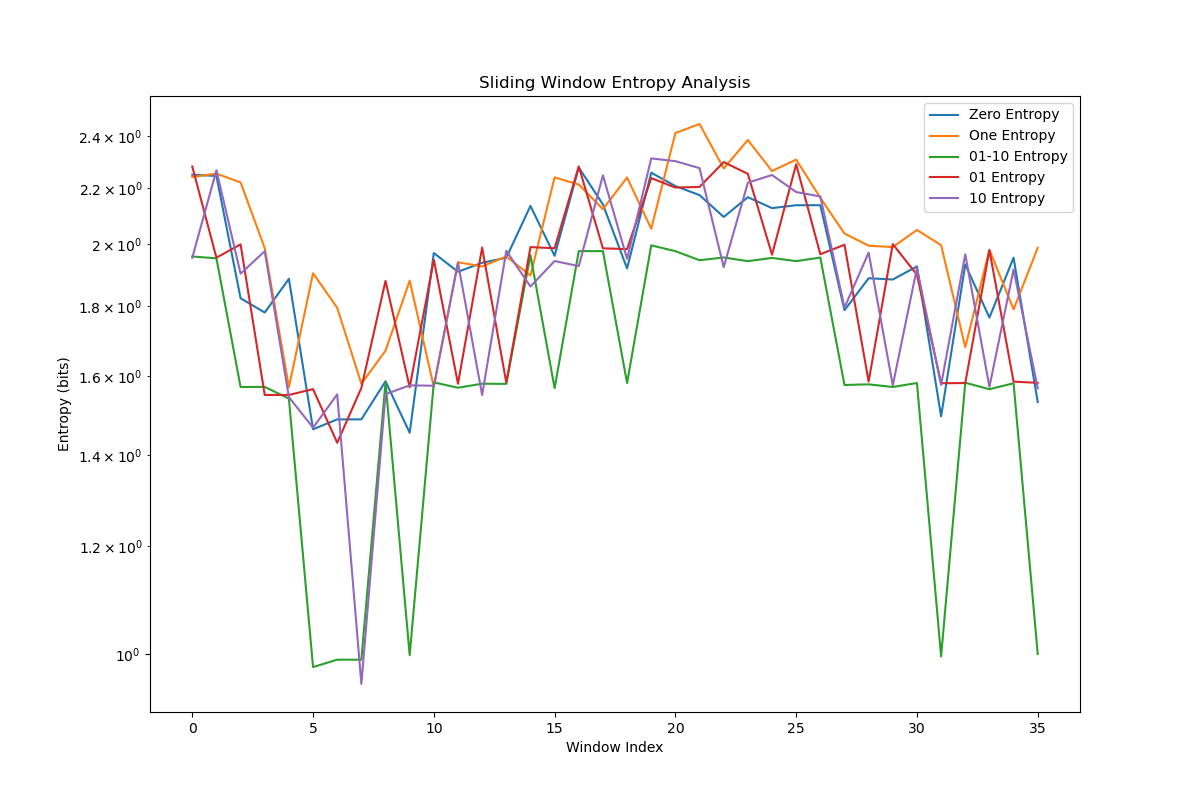 Sliding Window Entropy Analysis
Zero Entropy
One Entropy
01-10 Entropy
01 Entropy
10 Entropy
Entropy (bits)
2.4 × 10⁰
2.2 × 10⁰
2 × 10⁰
1.8 × 10⁰
1.6 × 10⁰
1.4 × 10⁰
1.2 × 10⁰
10⁰
0 5 10 15 20 25 30 35
Window Index